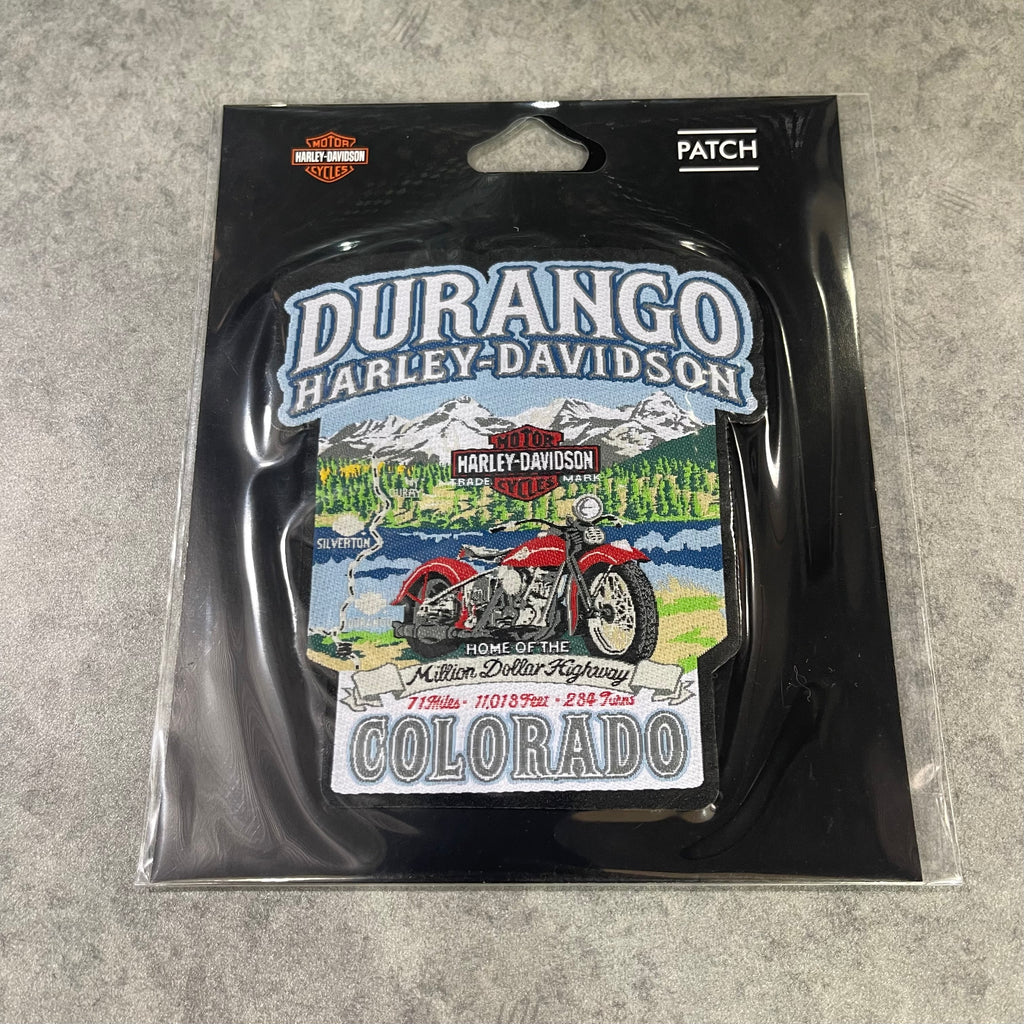 MOTOR
HARLEY-DAVIDSON
CYCLES
PATCH
DURANGO
HARLEY-DAVIDSON
MOTOR
HARLEY-DAVIDSON
TRADE MARK
CYCLES
OURAY
SILVERTON
DURANGO
HOME OF THE
Million Dollar Highway
71 Miles - 11,018 Feet - 234 Turns
COLORADO